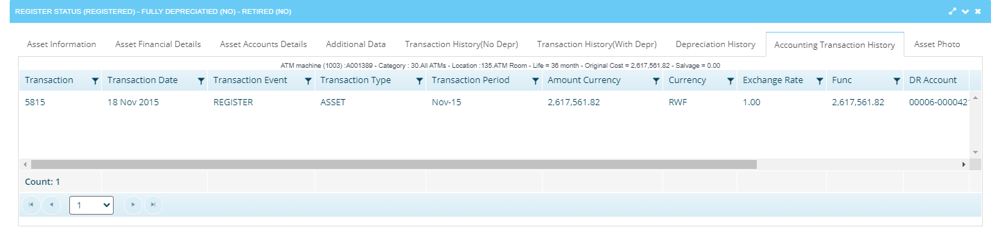 REGISTER STATUS (REGISTERED) - FULLY DEPRECIATIED (NO) - RETIRED (NO)
Asset Information Asset Financial Details Asset Accounts Details Additional Data Transaction History(No Depr) Transaction History(With Depr) Depreciation History Accounting Transaction History Asset Photo
ATM machine (1003) :A001389 - Category : 30.All ATMs - Location :135.ATM Room - Life = 36 month - Original Cost = 2,617,561.82 - Salvage = 0.00
Transaction Transaction Date Transaction Event Transaction Type Transaction Period Amount Currency Currency Exchange Rate Func DR Account
5815 18 Nov 2015 REGISTER ASSET Nov-15 2,617,561.82 RWF 1.00 2,617,561.82 00006-0000421
Count: 1
1